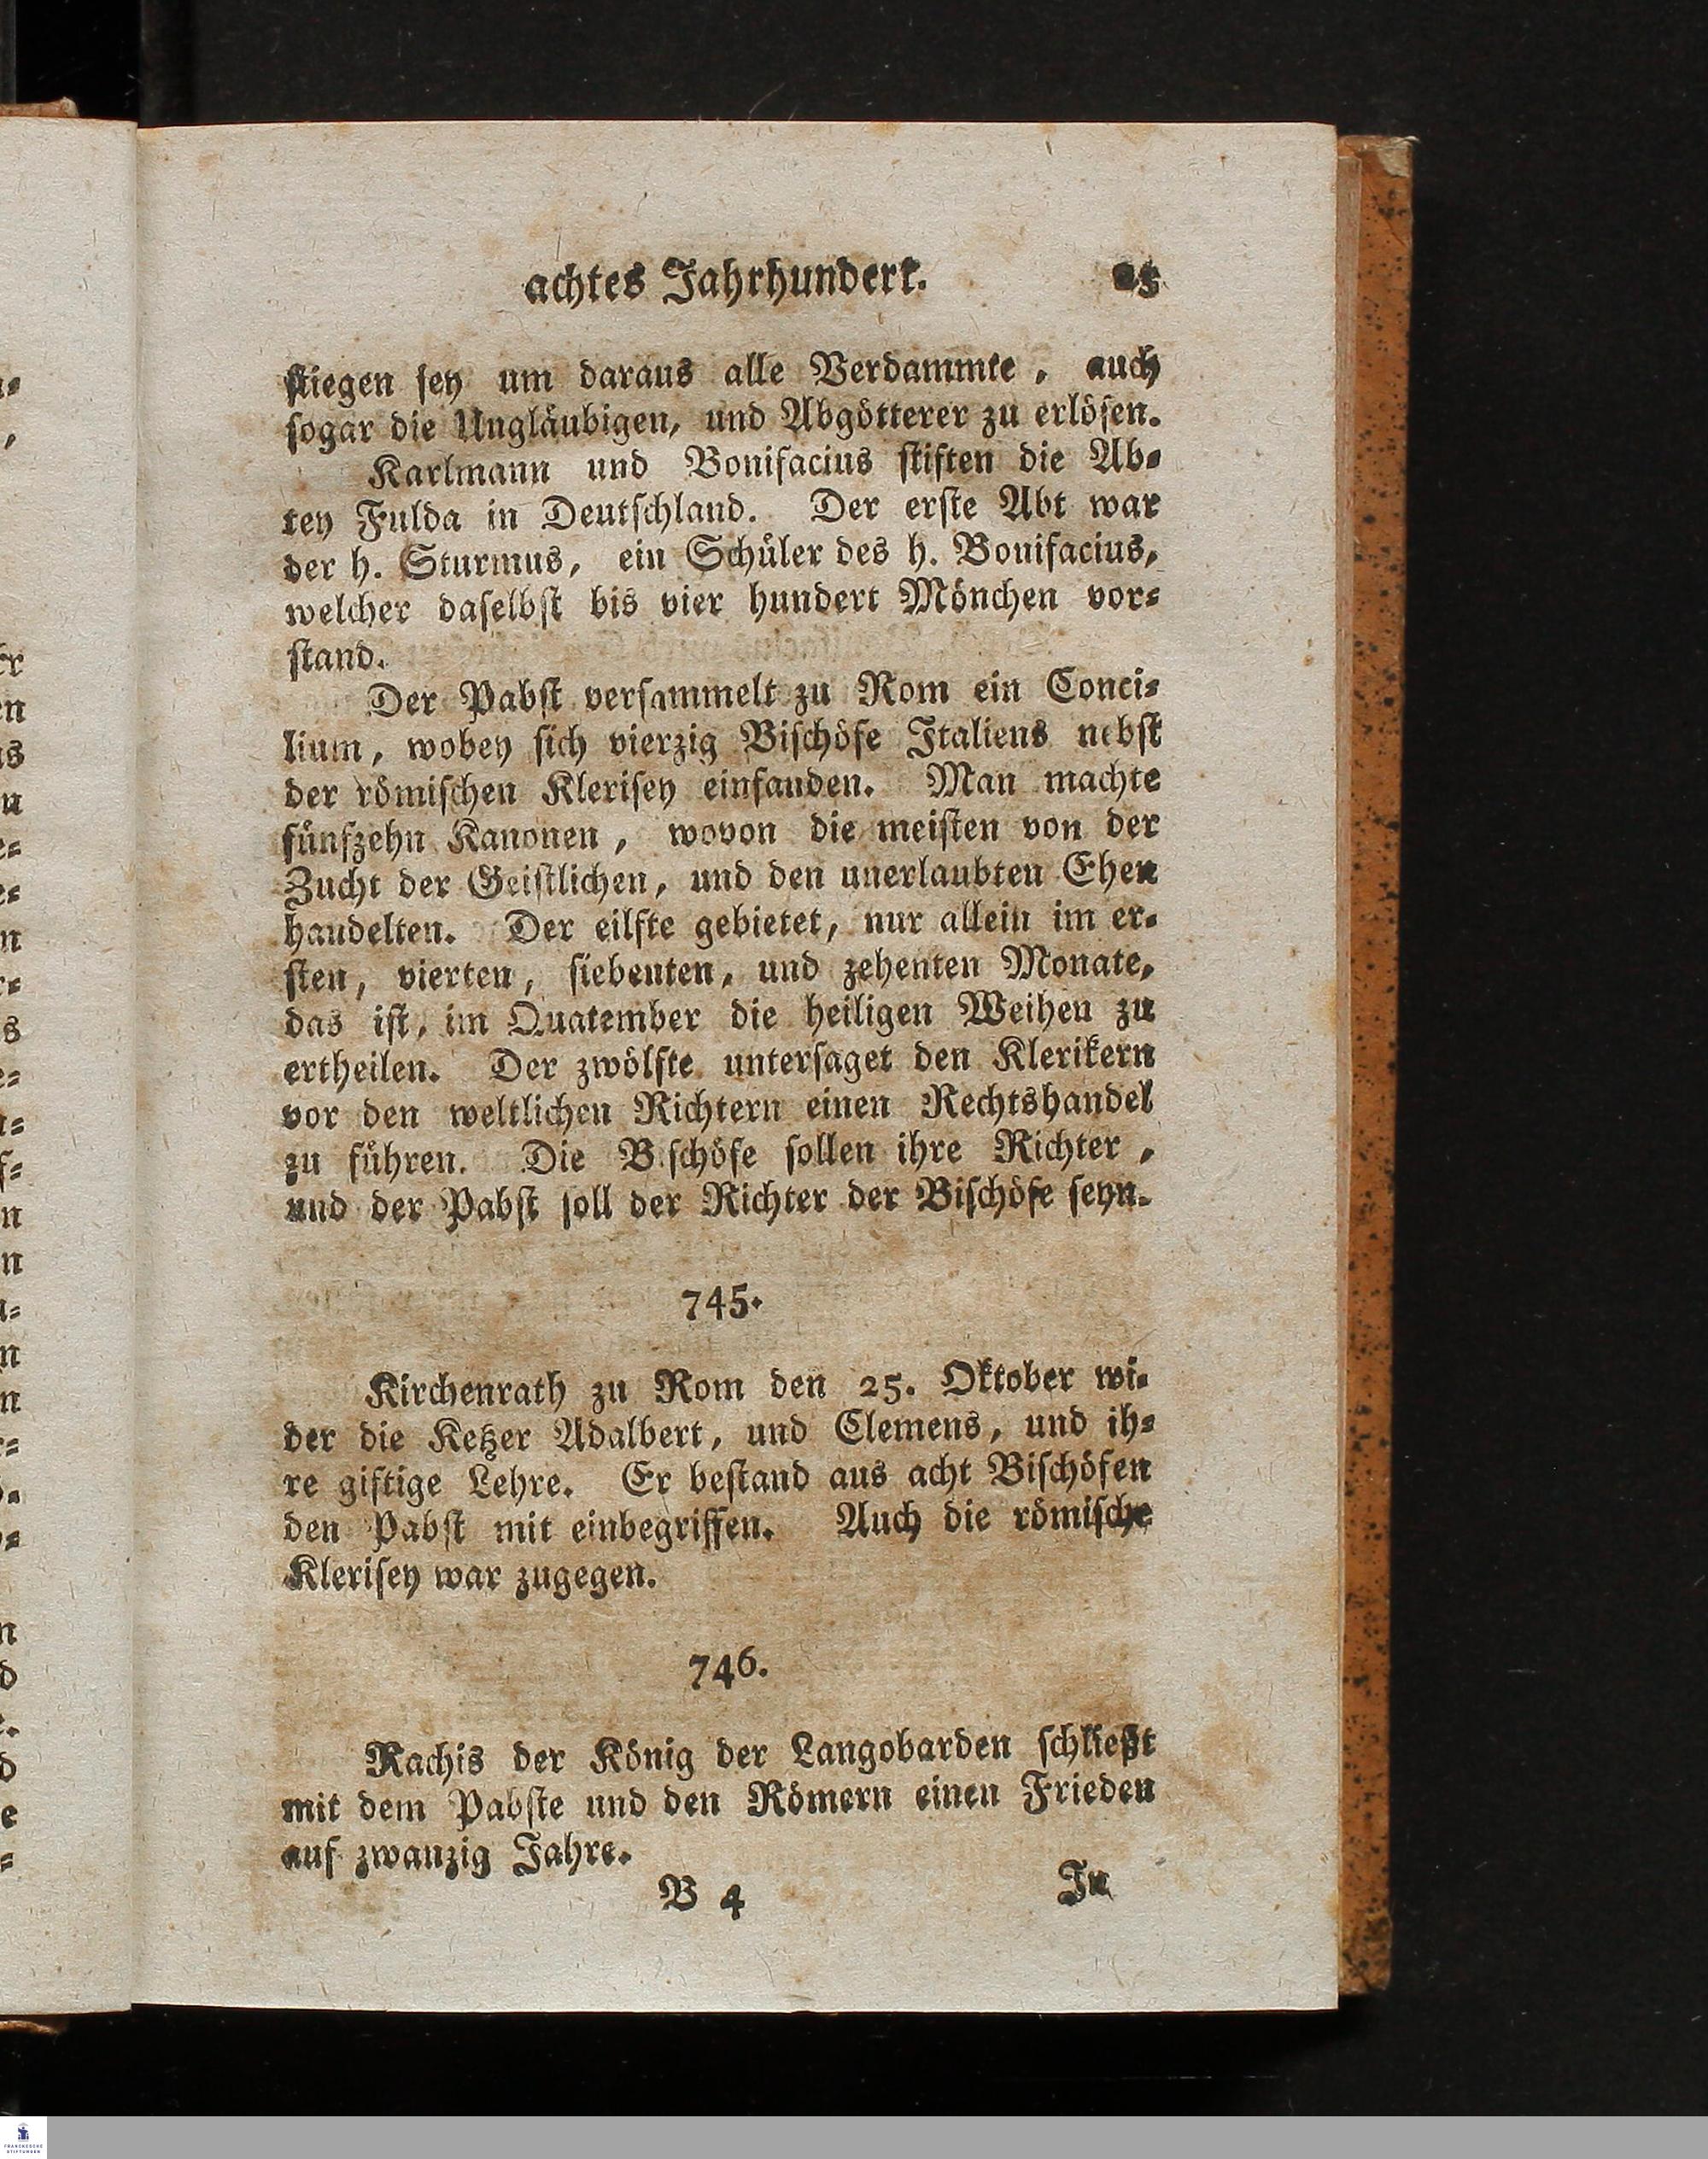 achtes Jahrhundert. 25
stiegen sey um daraus alle Verdammte, auch
sogar die Ungläubigen, und Abgötterer zu erlösen.
Karlmann und Bonifacius stiften die Ab-
tey Fulda in Deutschland. Der erste Abt war
der h. Sturmus, ein Schüler des h. Bonifacius,
welcher daselbst bis vier hundert Mönchen vor-
stand.
Der Pabst versammelt zu Rom ein Conci-
lium, wobey sich vierzig Bischöfe Italiens nebst
der römischen Klerisey einfanden. Man machte
fünfzehn Kanonen, wovon die meisten von der
Zucht der Geistlichen, und den unerlaubten Ehen
handelten. Der eilfte gebietet, nur allein im er-
sten, vierten, siebenten, und zehenten Monate,
das ist, im Quatember die heiligen Weihen zu
ertheilen. Der zwölfte untersaget den Klerikern
vor den weltlichen Richtern einen Rechtshandel
zu führen. Die Bischöfe sollen ihre Richter,
und der Pabst soll der Richter der Bischöfe seyn.
745.
Kirchenrath zu Rom den 25. Oktober wi-
der die Ketzer Adalbert, und Clemens, und ih-
re giftige Lehre. Er bestand aus acht Bischöfen
den Pabst mit einbegriffen. Auch die römische
Klerisey war zugegen.
746.
Rachis der König der Langobarden schließt
mit dem Pabste und den Römern einen Frieden
auf zwanzig Jahre.
B 4 In
FRANCKESCHE
STIFTUNGEN